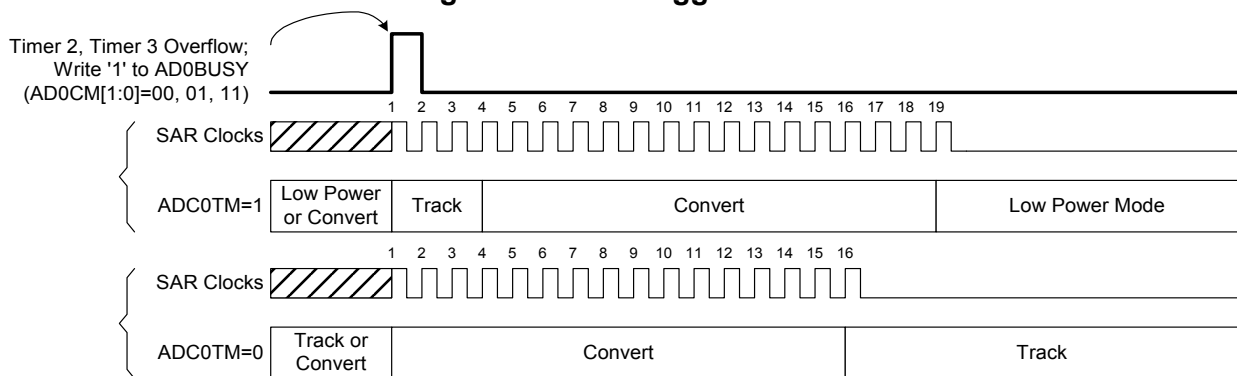 Timer 2, Timer 3 Overflow;
Write '1' to AD0BUSY
(AD0CM[1:0]=00, 01, 11)
1 2 3 4 5 6 7 8 9 10 11 12 13 14 15 16 17 18 19
SAR Clocks
ADC0TM=1
Low Power
or Convert
Track
Convert
Low Power Mode
1 2 3 4 5 6 7 8 9 10 11 12 13 14 15 16
SAR Clocks
ADC0TM=0
Track or
Convert
Convert
Track